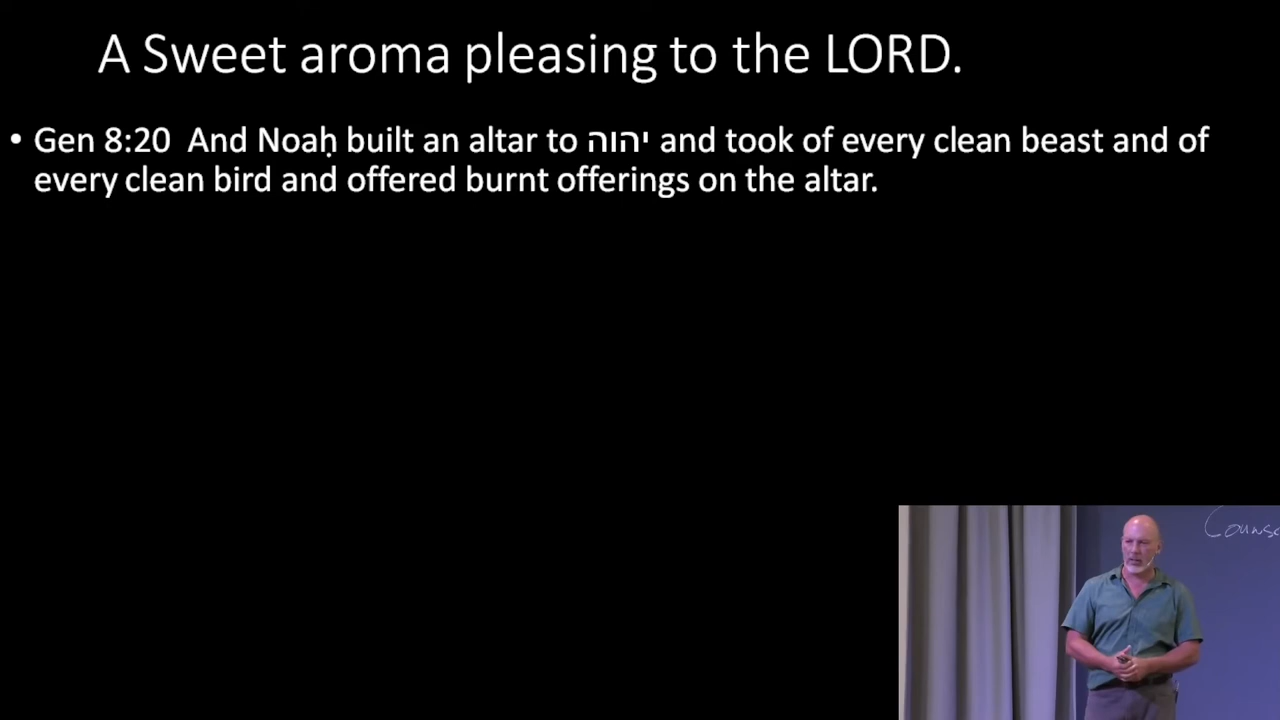 A Sweet aroma pleasing to the LORD.
• Gen 8:20  And Noaḥ built an altar to יהוה and took of every clean beast and of
every clean bird and offered burnt offerings on the altar.